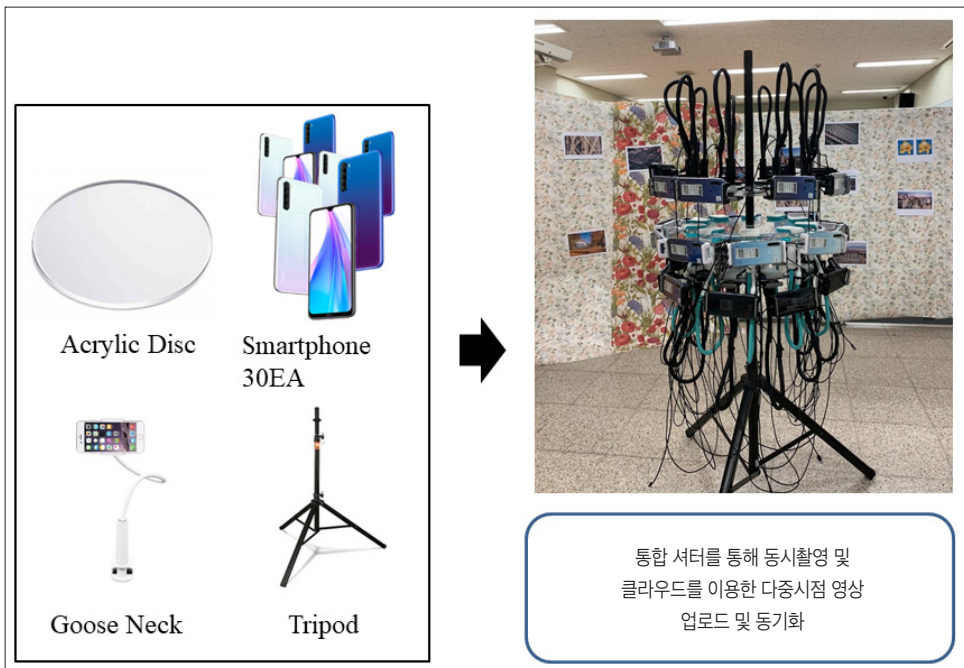 Acrylic Disc
Smartphone
30EA
Goose Neck
Tripod
통합 셔터를 통해 동시촬영 및
클라우드를 이용한 다중시점 영상
업로드 및 동기화